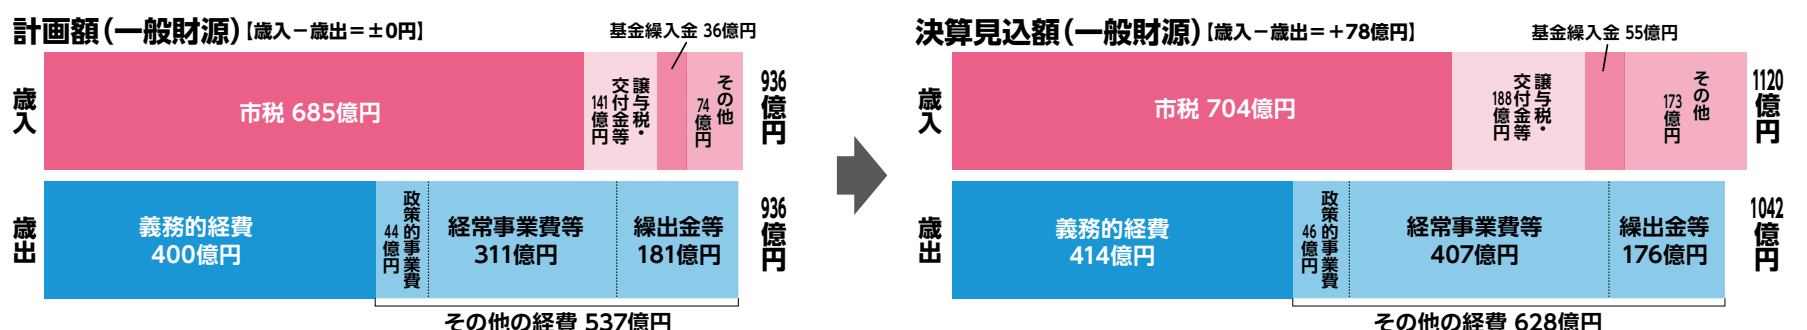 計画額(一般財源)【歳入−歳出=±0円】
基金繰入金 36億円
歳入
市税 685億円
譲与税・交付金等
141億円
その他
74億円
936億円
歳出
義務的経費
400億円
政策的事業費
44億円
経常事業費等
311億円
繰出金等
181億円
936億円
その他の経費 537億円
決算見込額(一般財源)【歳入−歳出=+78億円】
基金繰入金 55億円
歳入
市税 704億円
譲与税・交付金等
188億円
その他
173億円
1120億円
歳出
義務的経費
414億円
政策的事業費
46億円
経常事業費等
407億円
繰出金等
176億円
1042億円
その他の経費 628億円